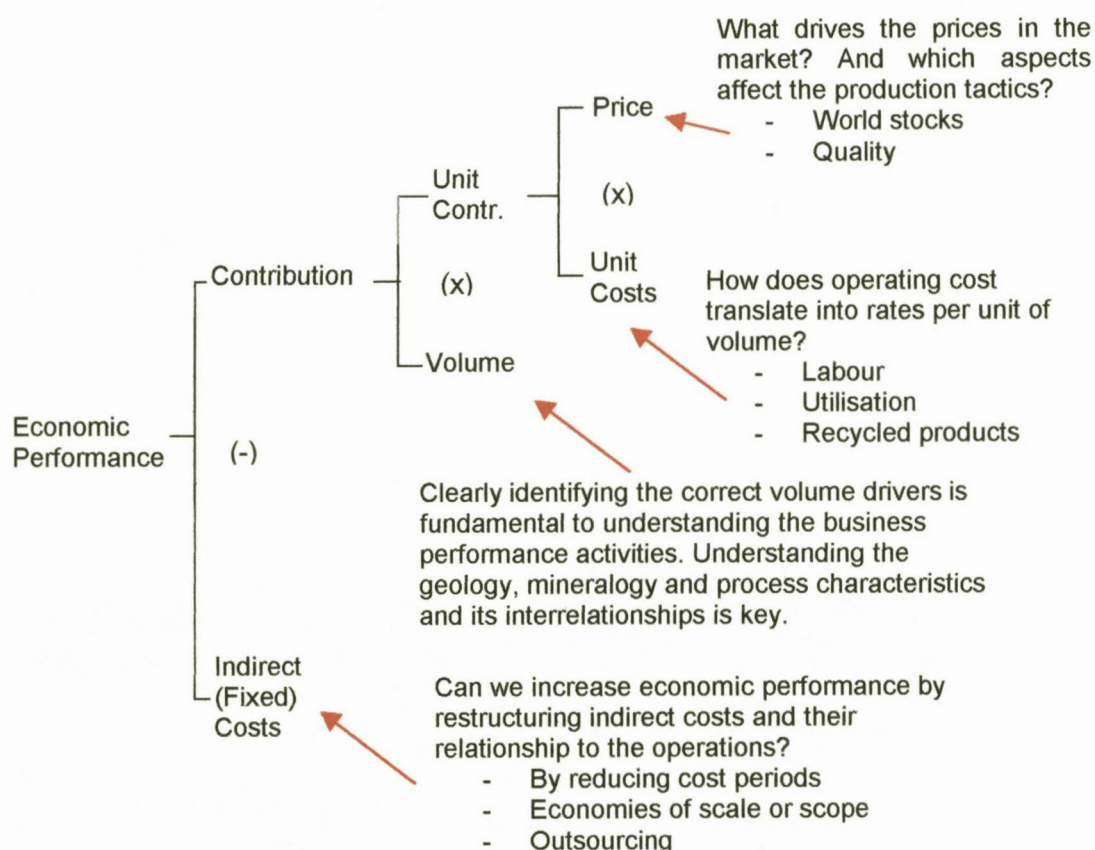 What drives the prices in the
market? And which aspects
affect the production tactics?
- World stocks
- Quality
Price
(x)
Unit
Contr.
Unit
Costs
Contribution
(x)
Volume
How does operating cost
translate into rates per unit of
volume?
- Labour
- Utilisation
- Recycled products
Economic
Performance
(-)
Clearly identifying the correct volume drivers is
fundamental to understanding the business
performance activities. Understanding the
geology, mineralogy and process characteristics
and its interrelationships is key.
Indirect
(Fixed)
Costs
Can we increase economic performance by
restructuring indirect costs and their
relationship to the operations?
- By reducing cost periods
- Economies of scale or scope
- Outsourcing